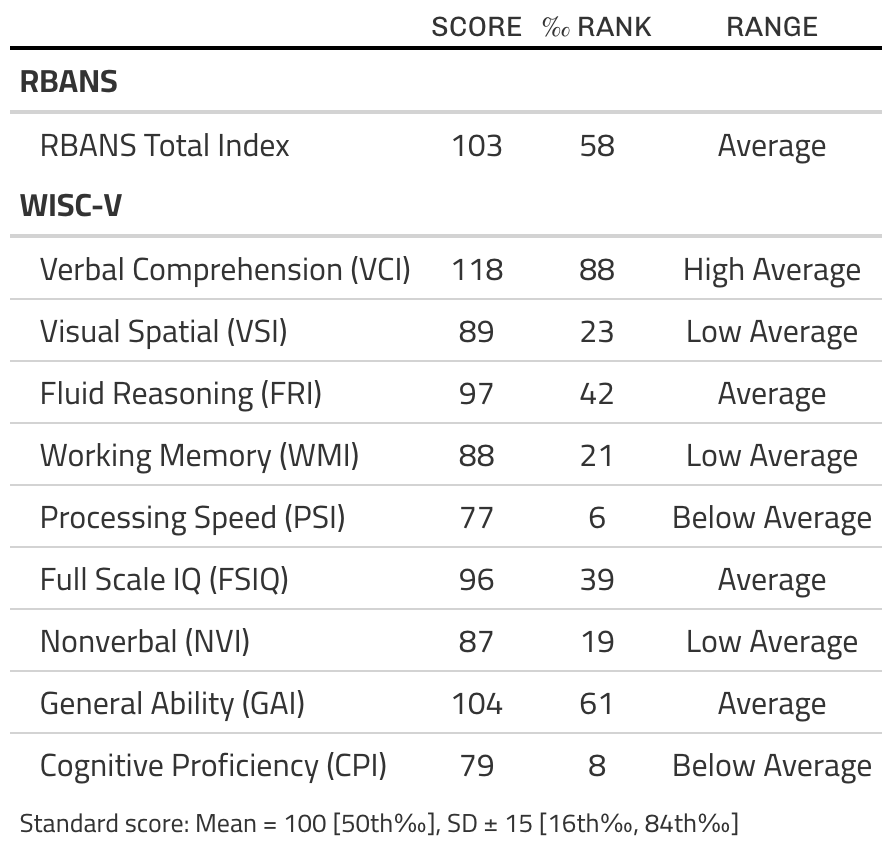 SCORE ‰ RANK RANGE
RBANS
RBANS Total Index 103 58 Average
WISC-V
Verbal Comprehension (VCI) 118 88 High Average
Visual Spatial (VSI) 89 23 Low Average
Fluid Reasoning (FRI) 97 42 Average
Working Memory (WMI) 88 21 Low Average
Processing Speed (PSI) 77 6 Below Average
Full Scale IQ (FSIQ) 96 39 Average
Nonverbal (NVI) 87 19 Low Average
General Ability (GAI) 104 61 Average
Cognitive Proficiency (CPI) 79 8 Below Average
Standard score: Mean = 100 [50th‰], SD ± 15 [16th‰, 84th‰]